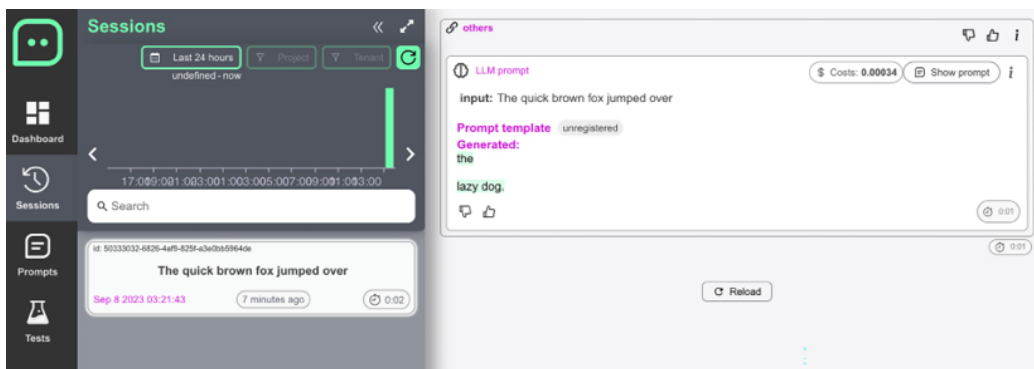 Sessions
Last 24 hours
Project
Tenant
undefined - now
Dashboard
Sessions
Search
id: 50333032-6826-4af9-825f-a3e0bb5964de
The quick brown fox jumped over
Sep 8 2023 03:21:43
7 minutes ago
0:02
Prompts
Tests
others
LLM prompt
$ Costs: 0.00034
Show prompt
input: The quick brown fox jumped over
Prompt template unregistered
Generated:
the
lazy dog.
0:01
0:01
Reload